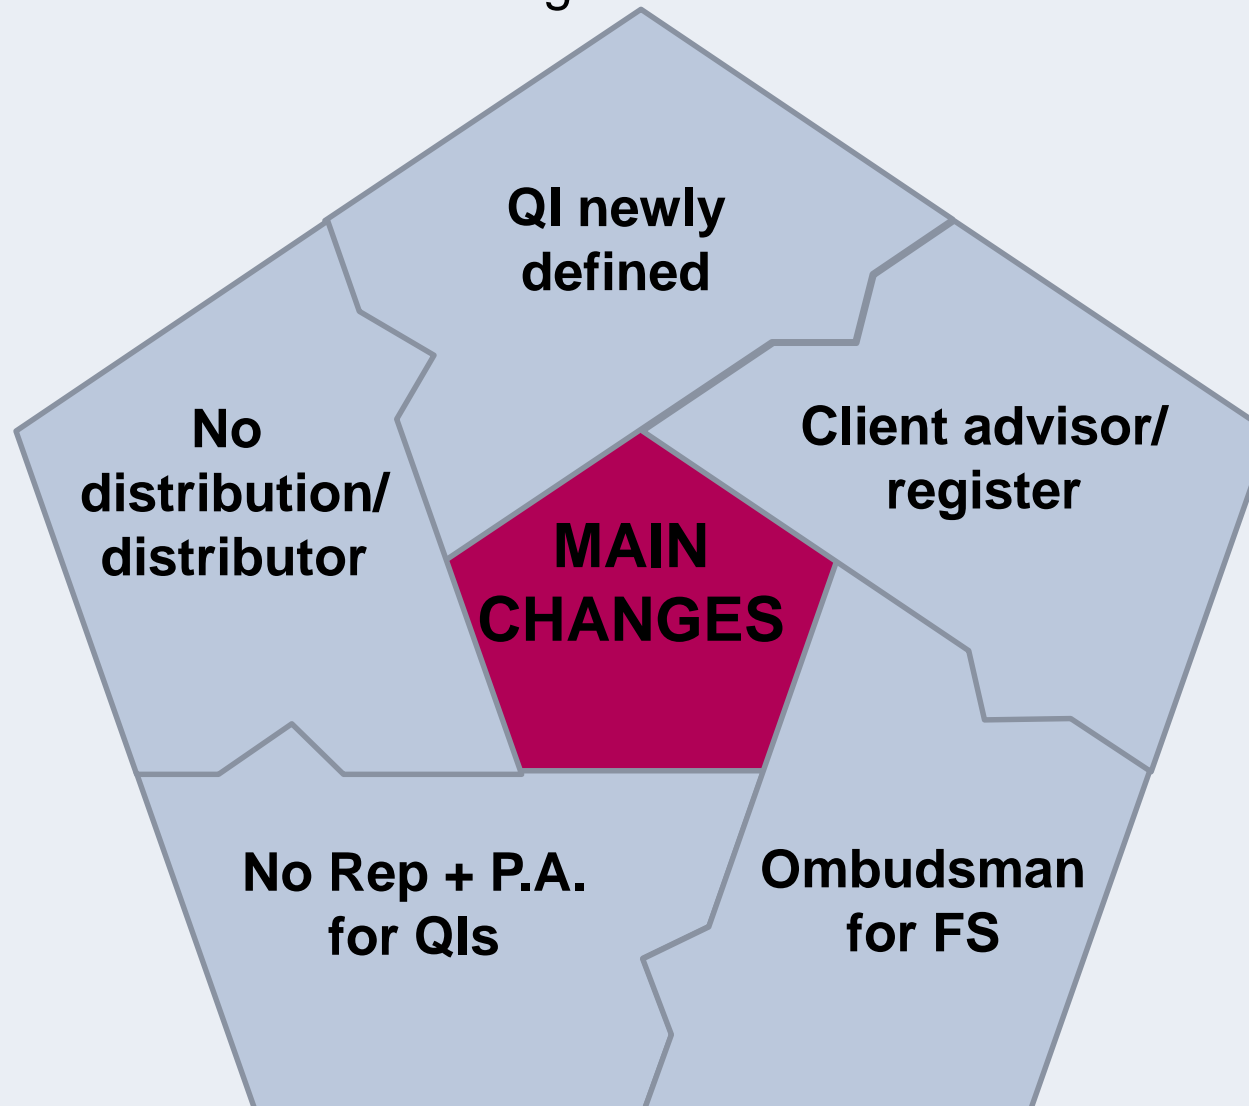 QI newly
defined
Client advisor/
register
No
distribution/
distributor
MAIN
CHANGES
No Rep + P.A.
for QIs
Ombudsman
for FS